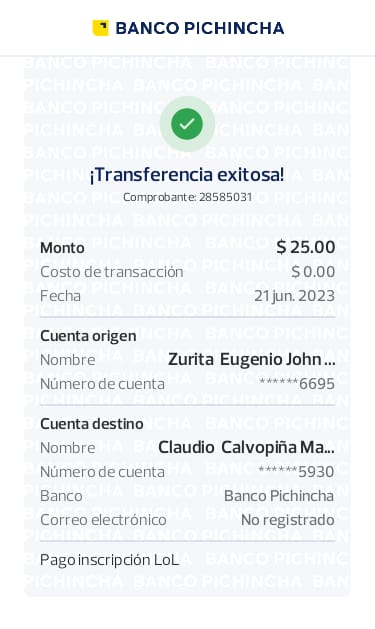 BANCO PICHINCHA
¡Transferencia exitosa!
Comprobante: 28585031
Monto $ 25.00
Costo de transacción $ 0.00
Fecha 21 jun. 2023
Cuenta origen
Nombre Zurita Eugenio John ...
Número de cuenta ******6695
Cuenta destino
Nombre Claudio Calvopiña Ma...
Número de cuenta ******5930
Banco Banco Pichincha
Correo electrónico No registrado
Pago inscripción LoL